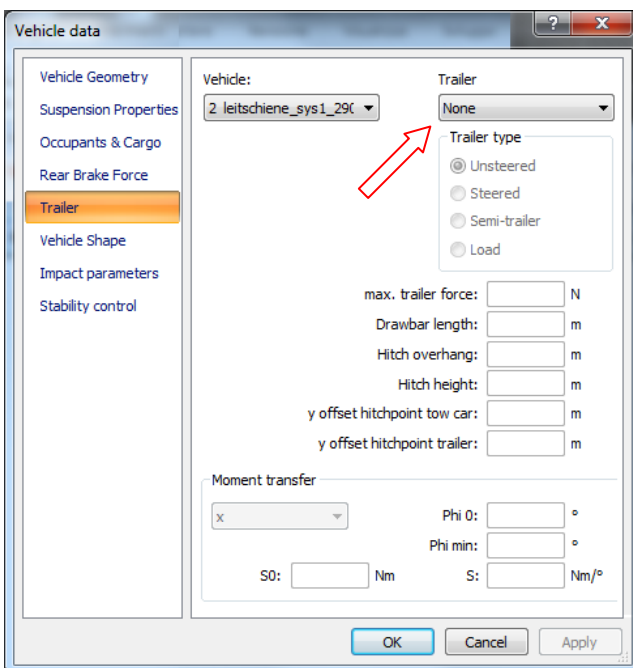 Vehicle data
?
x
Vehicle Geometry
Suspension Properties
Occupants & Cargo
Rear Brake Force
Trailer
Vehicle Shape
Impact parameters
Stability control
Vehicle:
2 leitschiene_sys1_290
Trailer
None
Trailer type
Unsteered
Steered
Semi-trailer
Load
max. trailer force: N
Drawbar length: m
Hitch overhang: m
Hitch height: m
y offset hitchpoint tow car: m
y offset hitchpoint trailer: m
Moment transfer
x
Phi 0: °
Phi min: °
S0: Nm S: Nm/°
OK Cancel Apply